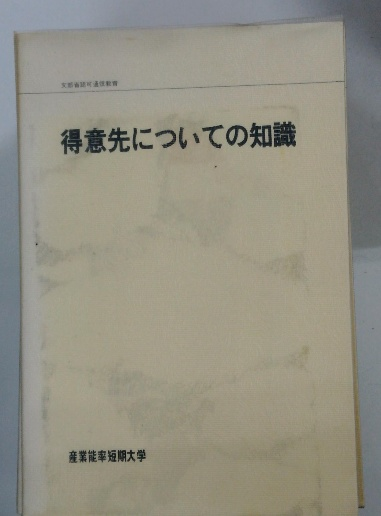 文部省認可通信教育
得意先についての知識
産業能率短期大学